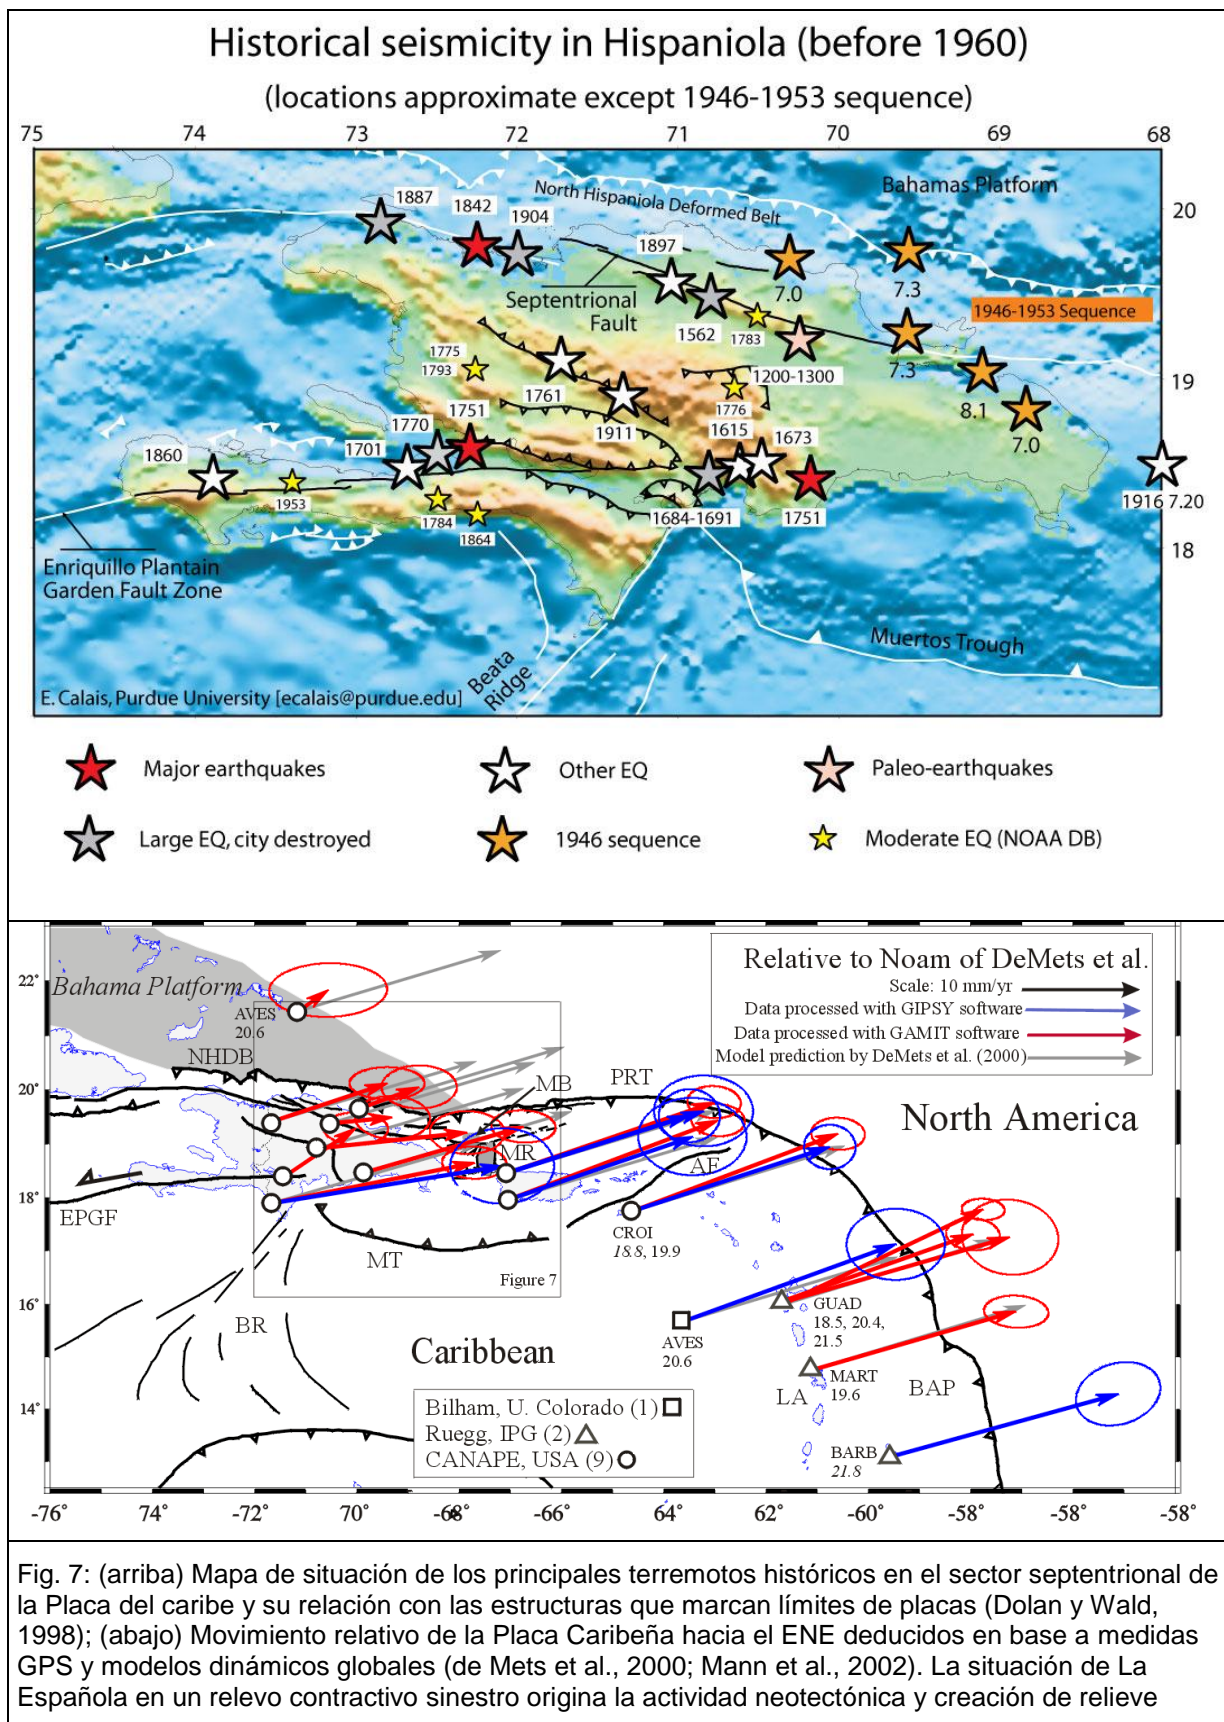 Historical seismicity in Hispaniola (before 1960)
(locations approximate except 1946-1953 sequence)
75 74 73 72 71 70 69 68
1887
1842
1904
North Hispaniola Deformed Belt
Bahamas Platform
20
1897
7.0
7.3
Septentrional
Fault
1946-1953 Sequence
1562
1783
1775
1793
7.3
1200-1300
19
1761
1776
8.1
1751
1770
1911
1615
1673
7.0
1860
1701
1953
1784
1864
1684-1691
1751
1916 7.20
18
Enriquillo Plantain
Garden Fault Zone
Muertos Trough
Beata
Ridge
E. Calais, Purdue University [ecalais@purdue.edu]
Major earthquakes
Other EQ
Paleo-earthquakes
Large EQ, city destroyed
1946 sequence
Moderate EQ (NOAA DB)
Relative to Noam of DeMets et al.
Scale: 10 mm/yr
Data processed with GIPSY software
Data processed with GAMIT software
Model prediction by DeMets et al. (2000)
22°
Bahama Platform
AVES
20.6
NHDB
20°
MB
PRT
North America
MR
AF
18°
EPGF
CROI
18.8, 19.9
MT
Figure 7
16°
BR
GUAD
18.5, 20.4,
21.5
AVES
20.6
Caribbean
MART
19.6
LA
BAP
14°
Bilham, U. Colorado (1)
Ruegg, IPG (2)
CANAPE, USA (9)
BARB
21.8
-76° 74° -72° 70° -68° -66° 64° 62° -60° -58° -58° -58°
Fig. 7: (arriba) Mapa de situación de los principales terremotos históricos en el sector septentrional de
la Placa del caribe y su relación con las estructuras que marcan límites de placas (Dolan y Wald,
1998); (abajo) Movimiento relativo de la Placa Caribeña hacia el ENE deducidos en base a medidas
GPS y modelos dinámicos globales (de Mets et al., 2000; Mann et al., 2002). La situación de La
Española en un relevo contractivo sinestro origina la actividad neotectónica y creación de relieve